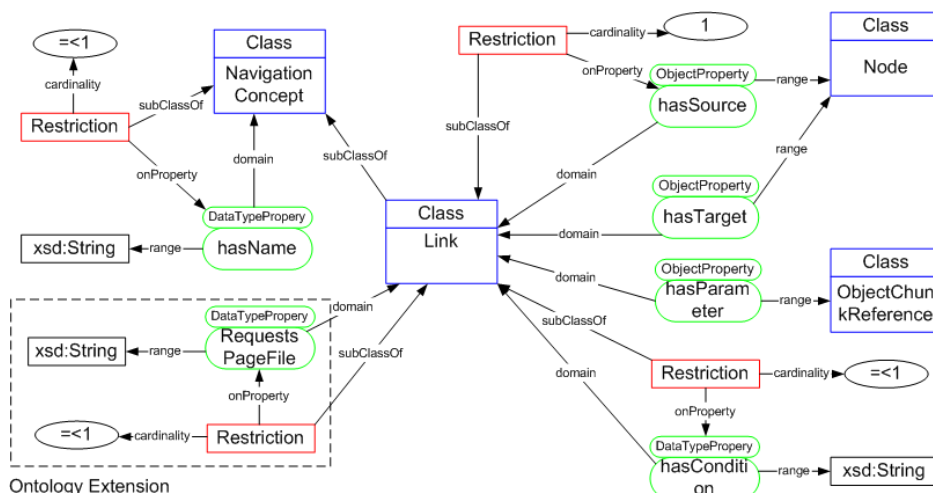 =<1
cardinality
Restriction
subClassOf
onProperty
Class
Navigation
Concept
domain
subClassOf
DataTypePropery
hasName
range
xsd:String
Restriction
cardinality
1
onProperty
subClassOf
ObjectProperty
hasSource
range
Class
Node
domain
range
ObjectProperty
hasTarget
domain
Class
Link
domain
ObjectProperty
hasParam
eter
range
Class
ObjectChun
kReference
DataTypePropery
Requests
PageFile
domain
range
xsd:String
subClassOf
onProperty
=<1
cardinality
Restriction
Ontology Extension
subClassOf
domain
Restriction
cardinality
=<1
onProperty
DataTypePropery
hasConditi
on
range
xsd:String